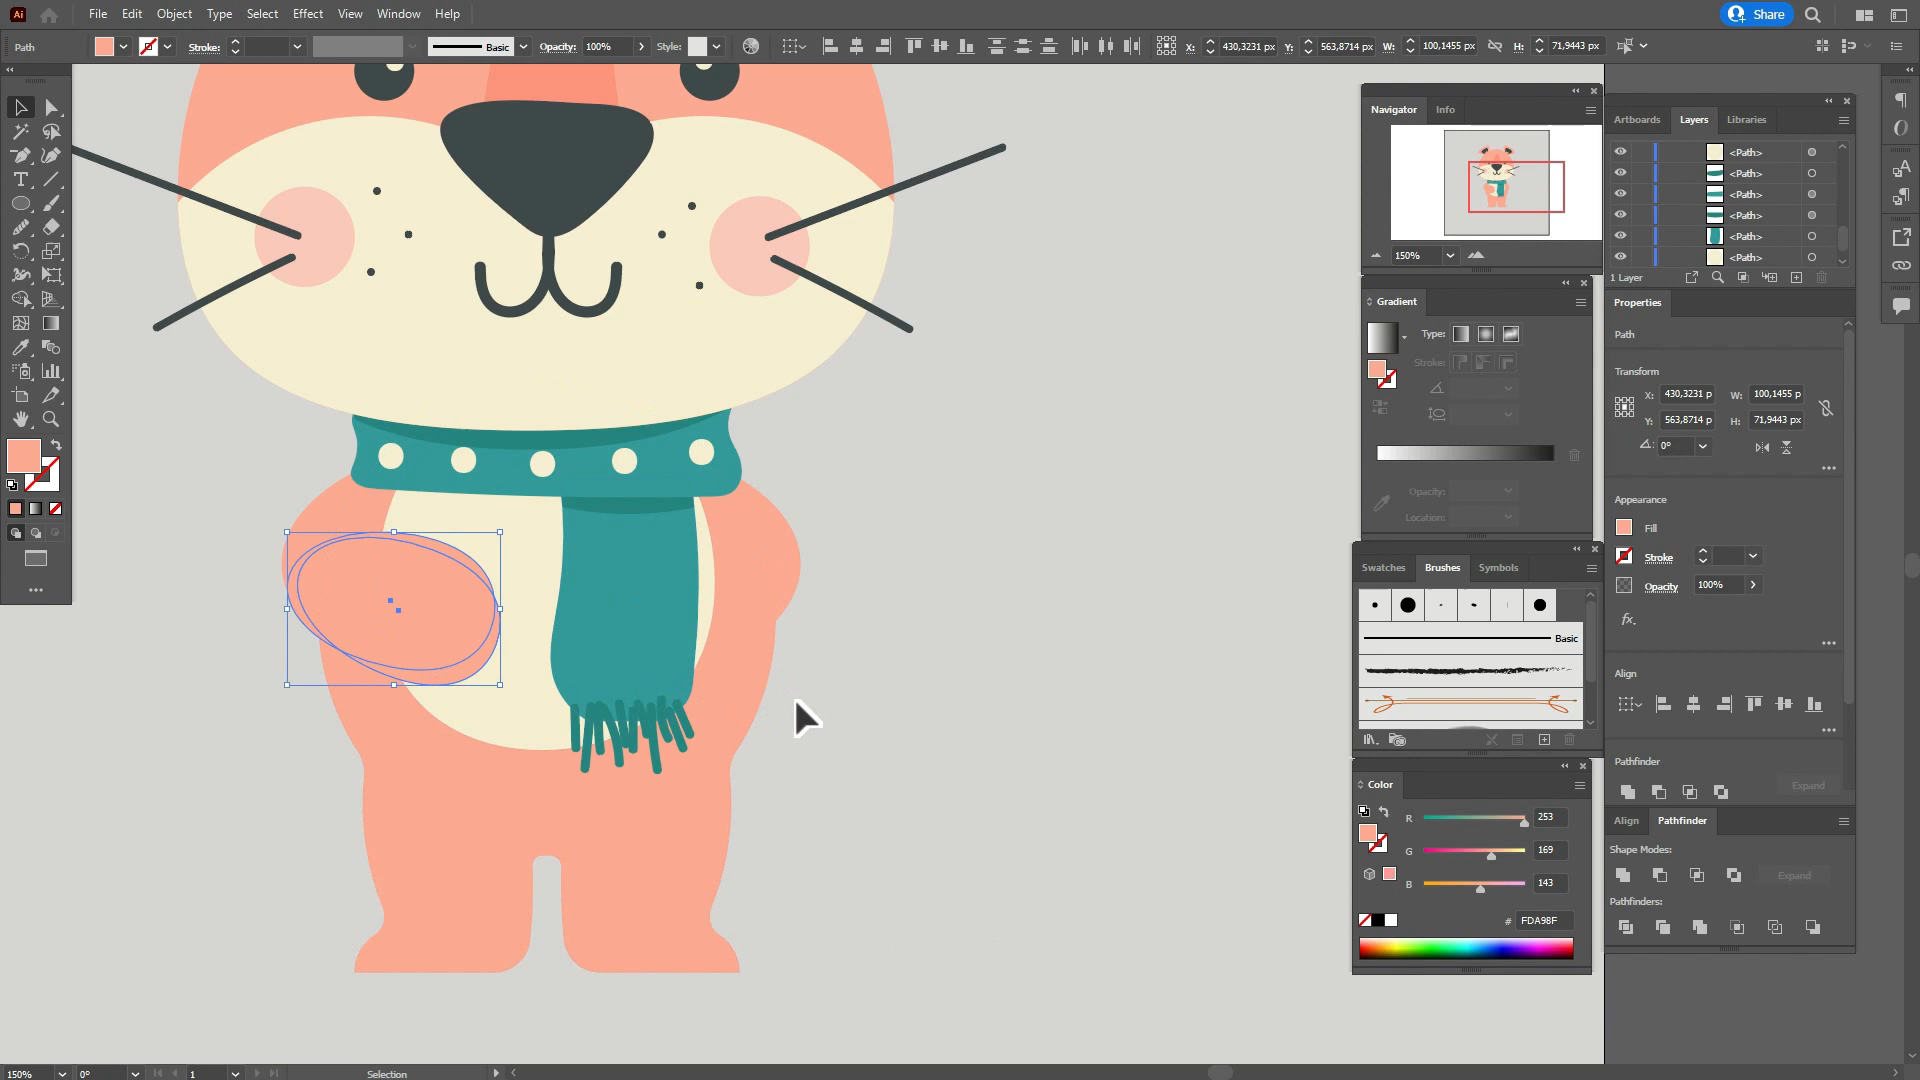 Ai File Edit Object Type Select Effect View Window Help Share
Path Stroke: Basic Opacity: 100% Style: X: 430,3231 px Y: 563,8714 px W: 100,1455 px H: 71,9443 px
Navigator Info
150%
Artboards Layers Libraries
<Path>
<Path>
<Path>
<Path>
<Path>
<Path>
1 Layer
Gradient
Type:
Stroke:
Opacity:
Location:
Properties
Path
Transform
X: 430,3231 p W: 100,1455 p
Y: 563,8714 p H: 71,9443 px
0°
Appearance
Fill
Stroke
Opacity 100%
fx.
Align
Pathfinder
Expand
Swatches Brushes Symbols
Basic
Color
R 253
G 169
B 143
# FDA98F
Align Pathfinder
Shape Modes:
Expand
Pathfinders:
150% 0° 1 Selection